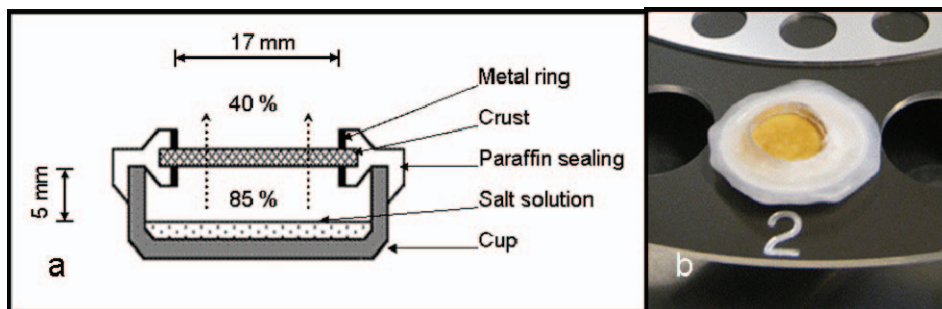 17 mm
Metal ring
40 %
Crust
Paraffin sealing
5 mm
85 %
Salt solution
Cup
a
b
2